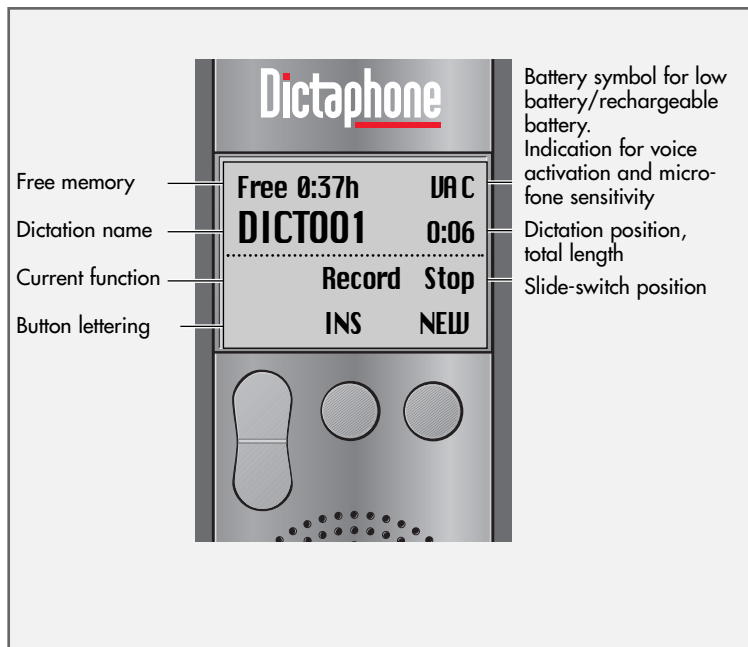 Dictaphone
Battery symbol for low
battery/rechargeable
battery.
Indication for voice
activation and micro-
fone sensitivity
Free memory
Free 0:37h VAC
Dictation name
DICT001 0:06
Dictation position,
total length
Current function
Record Stop
Slide-switch position
Button lettering
INS NEW